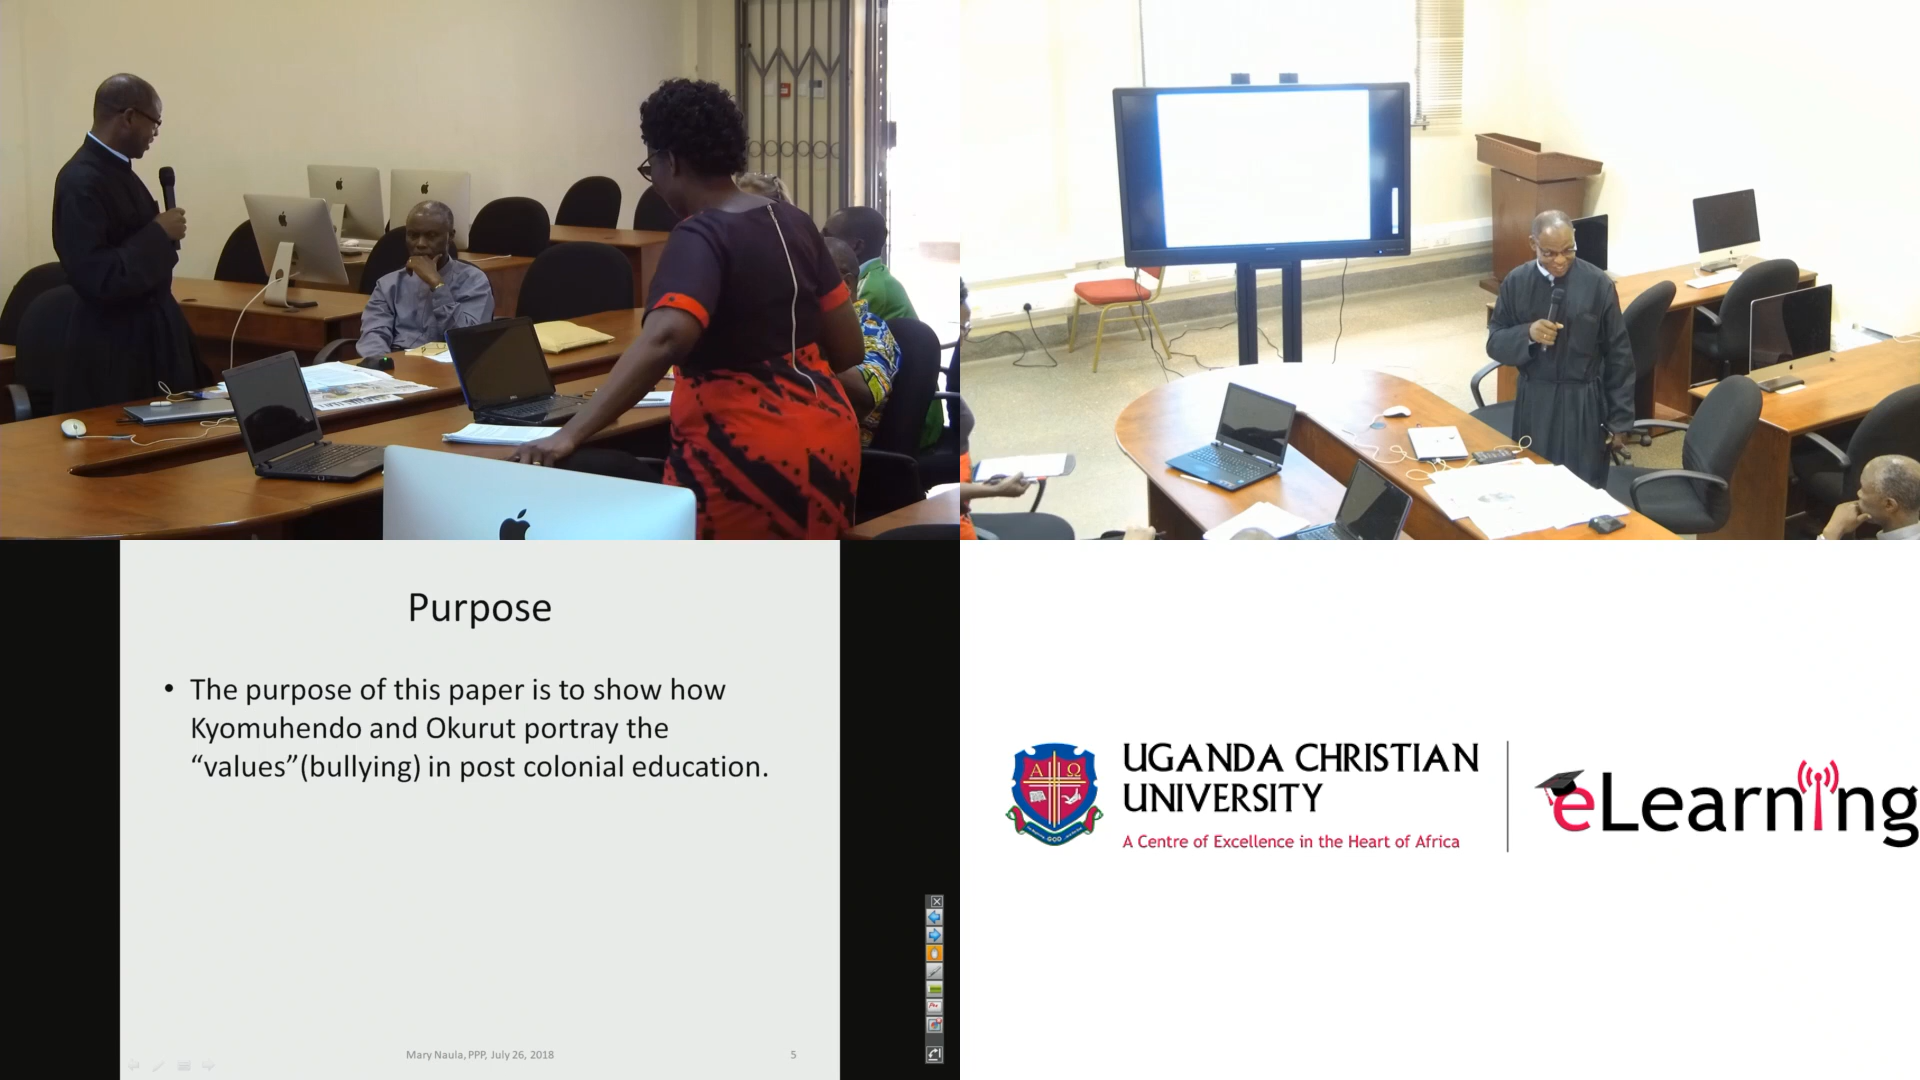 Purpose
• The purpose of this paper is to show how
Kyomuhendo and Okurut portray the
“values”(bullying) in post colonial education.
Mary Naula, PPP, July 26, 2018
5
UGANDA CHRISTIAN
UNIVERSITY
A Centre of Excellence in the Heart of Africa
A Ω
GOD
eLearning